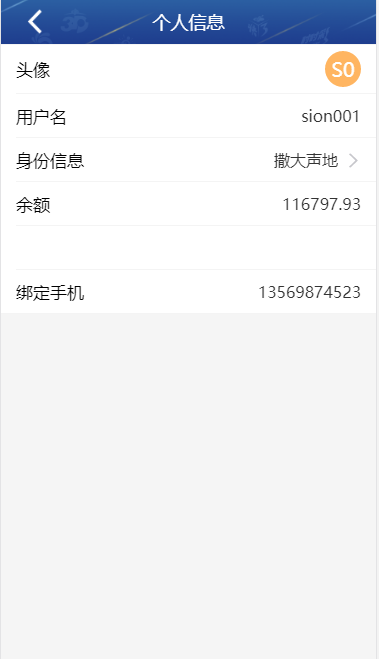 个人信息
头像 S0
用户名 sion001
身份信息 撒大声地
余额 116797.93
绑定手机 13569874523